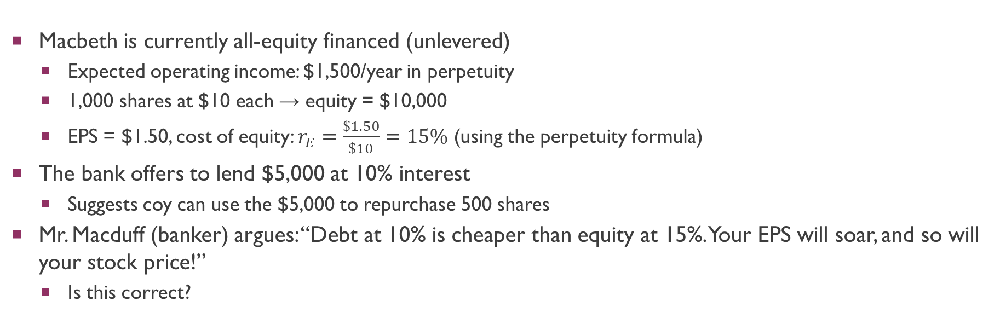 Macbeth is currently all-equity financed (unlevered)
Expected operating income: $1,500/year in perpetuity
1,000 shares at $10 each → equity = $10,000
EPS = $1.50, cost of equity: r_E = $1.50/$10 = 15% (using the perpetuity formula)
The bank offers to lend $5,000 at 10% interest
Suggests coy can use the $5,000 to repurchase 500 shares
Mr. Macduff (banker) argues: “Debt at 10% is cheaper than equity at 15%. Your EPS will soar, and so will
your stock price!”
Is this correct?